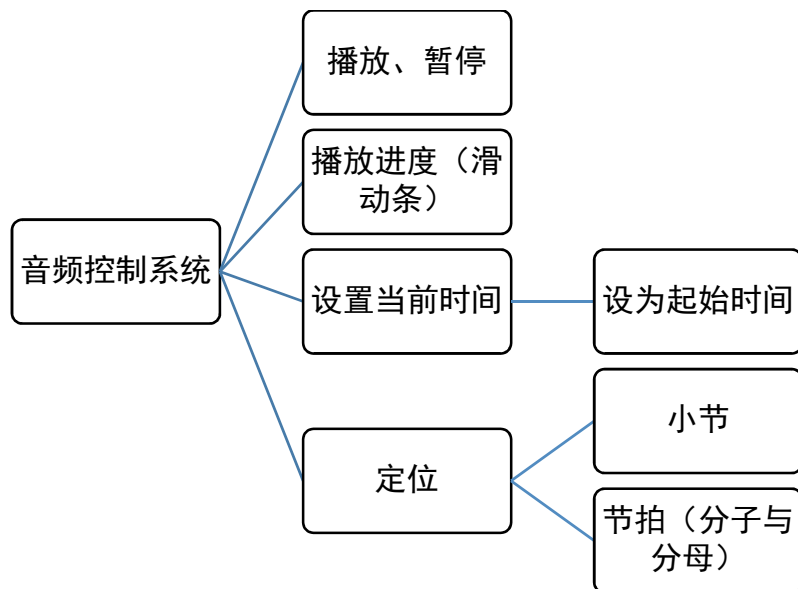 播放、暂停
播放进度（滑
动条）
音频控制系统
设置当前时间
设为起始时间
定位
小节
节拍（分子与
分母）